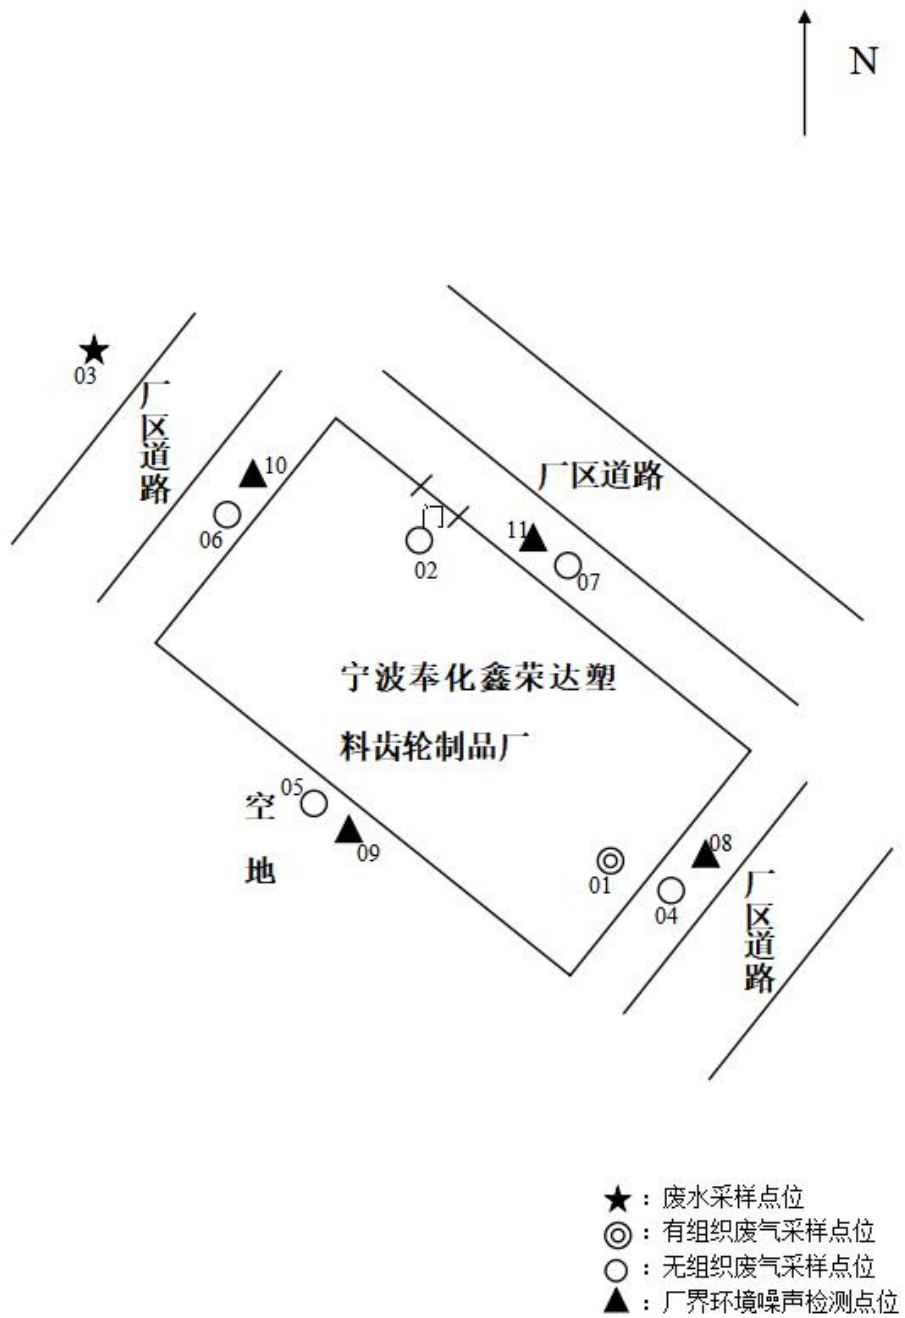 N
03
厂区道路
10
06
厂区道路
门
02
11
07
宁波奉化鑫荣达塑
料齿轮制品厂
05
空地
09
01
08
04
厂区道路
：废水采样点位
：有组织废气采样点位
：无组织废气采样点位
：厂界环境噪声检测点位